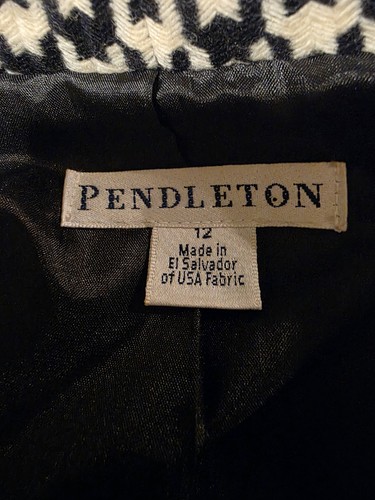 PENDLETON
12
Made in
El Salvador
of USA Fabric